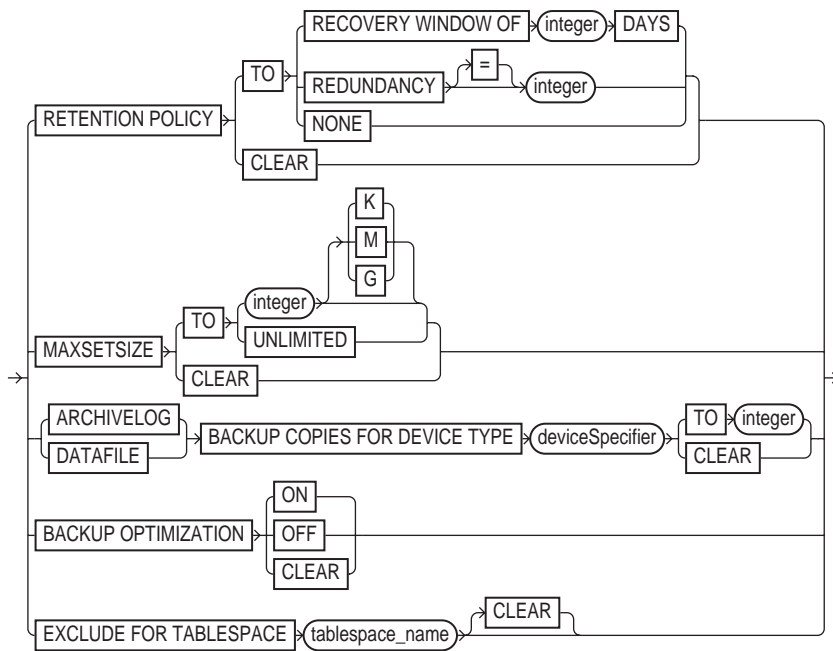 RECOVERY WINDOW OF integer DAYS
TO REDUNDANCY = integer
RETENTION POLICY NONE
CLEAR
K
M
G
TO integer
UNLIMITED
MAXSETSIZE
CLEAR
ARCHIVELOG
DATAFILE
BACKUP COPIES FOR DEVICE TYPE deviceSpecifier
TO integer
CLEAR
ON
BACKUP OPTIMIZATION OFF
CLEAR
EXCLUDE FOR TABLESPACE tablespace_name CLEAR